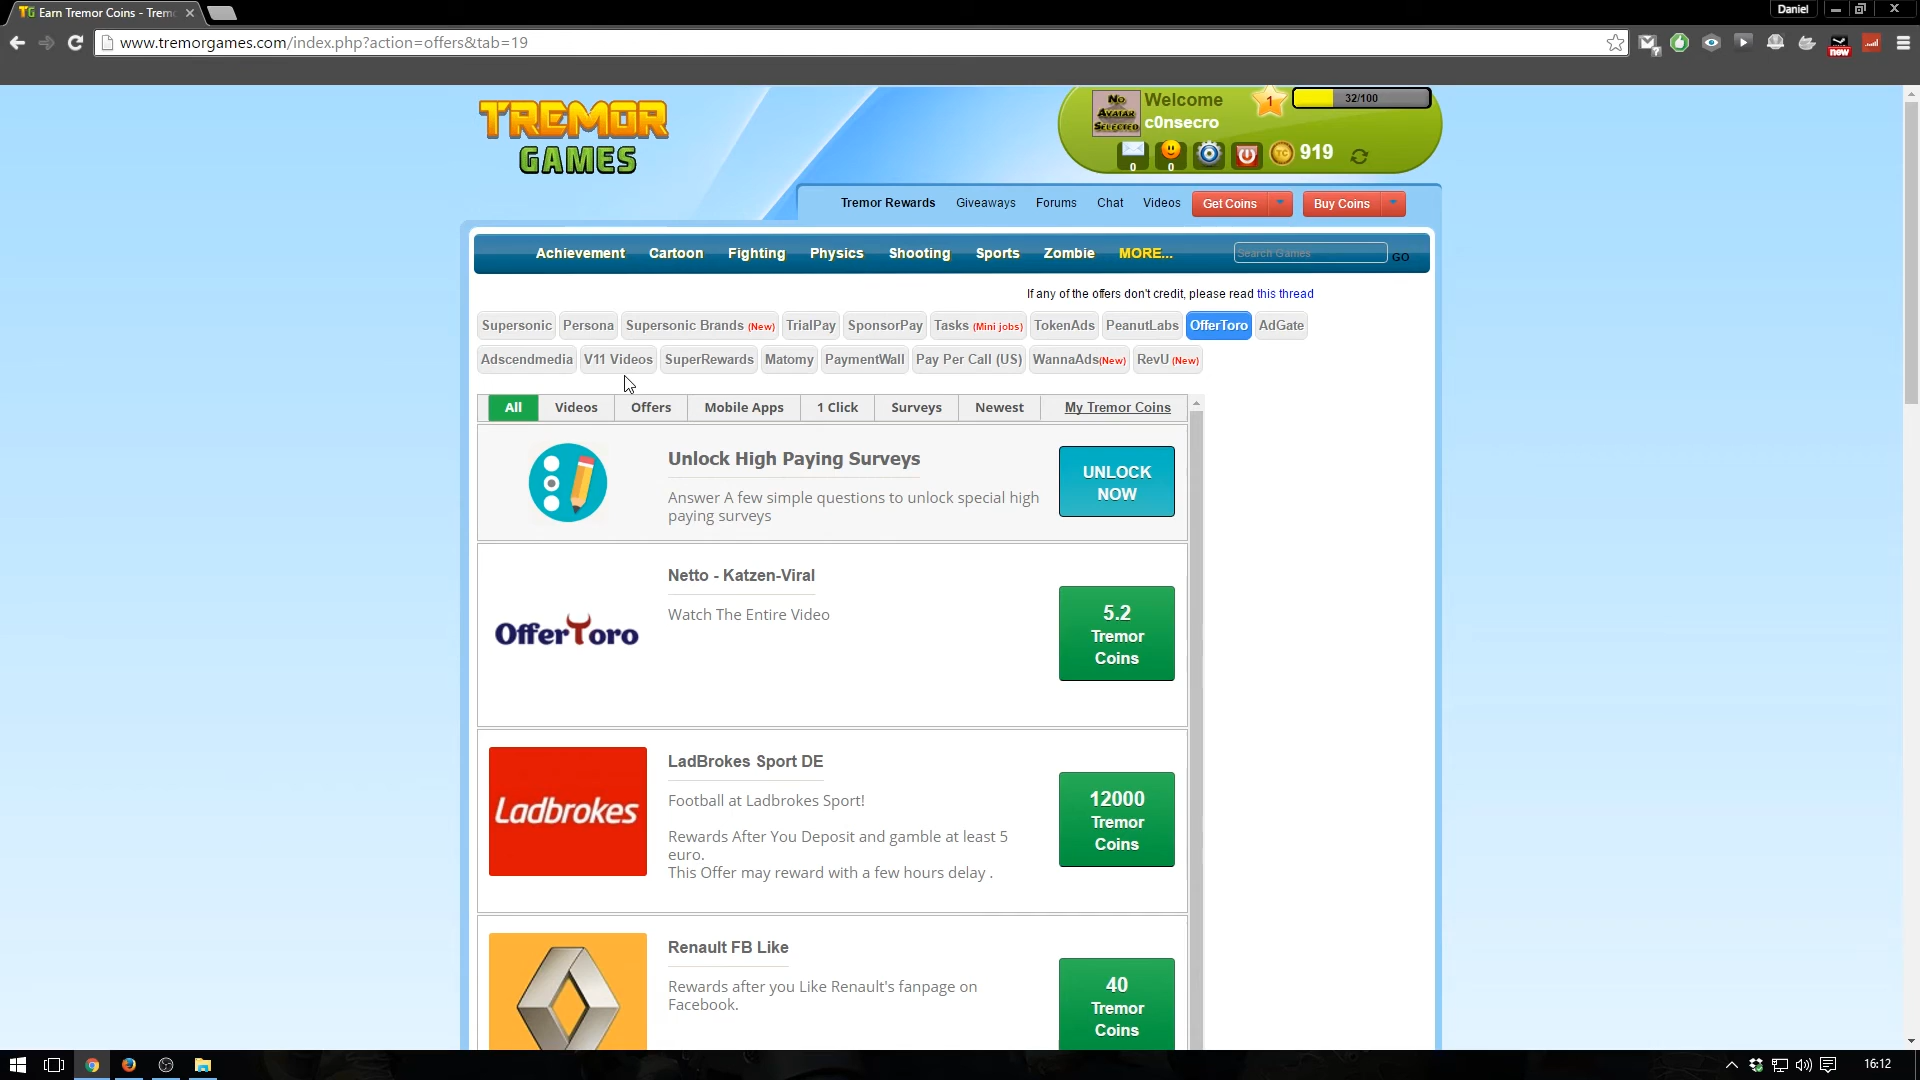 TG Earn Tremor Coins - Trem
Daniel
www.tremorgames.com/index.php?action=offers&tab=19
new
TREMOR
GAMES
No
Avatar
Selected
Welcome
c0nsecro
1
32/100
0
0
TC
919
Tremor Rewards
Giveaways
Forums
Chat
Videos
Get Coins
Buy Coins
Achievement
Cartoon
Fighting
Physics
Shooting
Sports
Zombie
MORE...
Search Games
GO
If any of the offers don't credit, please read this thread
Supersonic
Persona
Supersonic Brands (New)
TrialPay
SponsorPay
Tasks (Mini jobs)
TokenAds
PeanutLabs
OfferToro
AdGate
Adscendmedia
V11 Videos
SuperRewards
Matomy
PaymentWall
Pay Per Call (US)
WannaAds(New)
RevU (New)
All
Videos
Offers
Mobile Apps
1 Click
Surveys
Newest
My Tremor Coins
Unlock High Paying Surveys
Answer A few simple questions to unlock special high
paying surveys
UNLOCK
NOW
Netto - Katzen-Viral
Watch The Entire Video
OfferToro
5.2
Tremor
Coins
LadBrokes Sport DE
Football at Ladbrokes Sport!
Rewards After You Deposit and gamble at least 5
euro.
This Offer may reward with a few hours delay .
Ladbrokes
12000
Tremor
Coins
Renault FB Like
Rewards after you Like Renault's fanpage on
Facebook.
40
Tremor
Coins
16:12